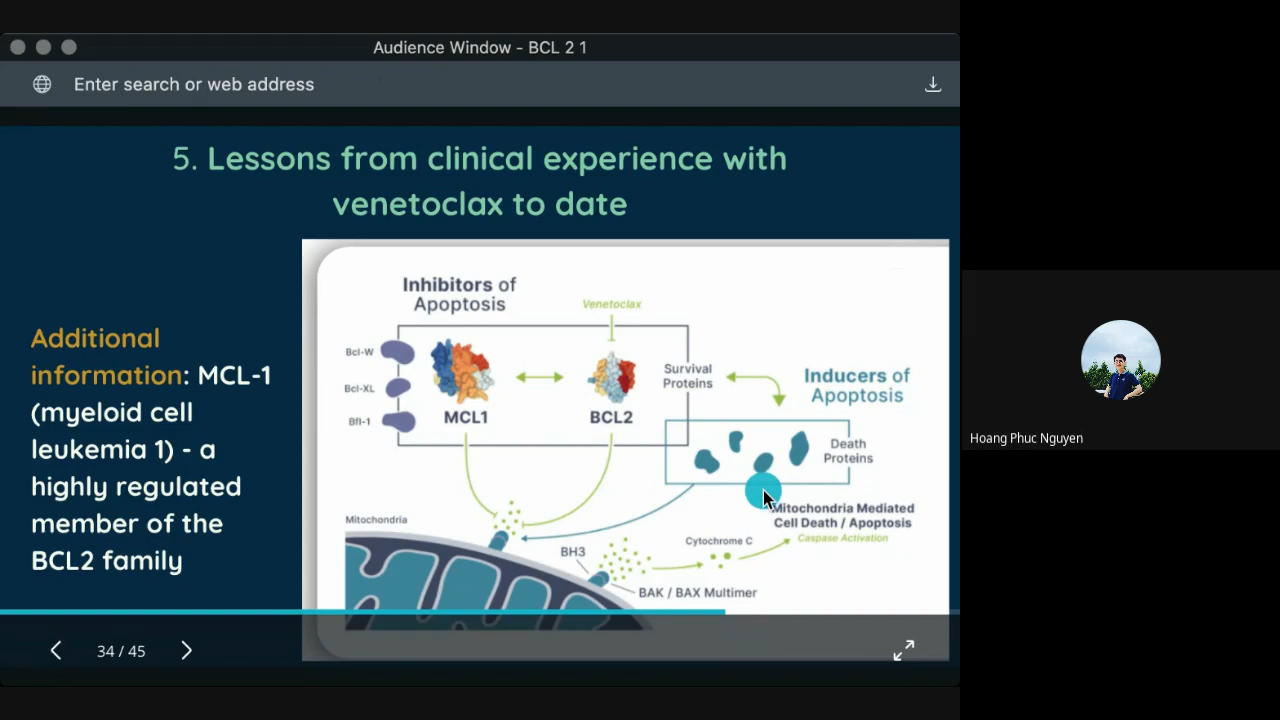 Audience Window - BCL 2 1
Enter search or web address
5. Lessons from clinical experience with
venetoclax to date
Additional
information: MCL-1
(myeloid cell
leukemia 1) - a
highly regulated
member of the
BCL2 family
Inhibitors of
Apoptosis
Venetoclax
Bcl-W
Bcl-XL
Bfl-1
MCL1
BCL2
Survival
Proteins
Inducers of
Apoptosis
Death
Proteins
Mitochondria Mediated
Cell Death / Apoptosis
Caspase Activation
Mitochondria
Cytochrome C
BH3
BAK / BAX Multimer
34 / 45
Hoang Phuc Nguyen